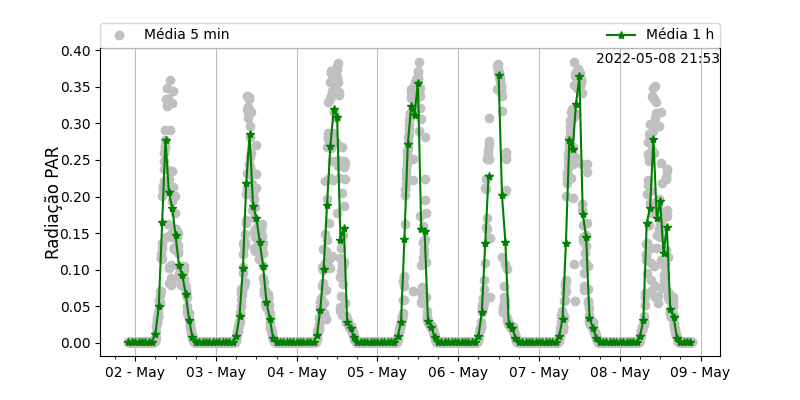 Média 5 min
Média 1 h
2022-05-08 21:53
Radiação PAR
0.40
0.35
0.30
0.25
0.20
0.15
0.10
0.05
0.00
02 - May
03 - May
04 - May
05 - May
06 - May
07 - May
08 - May
09 - May